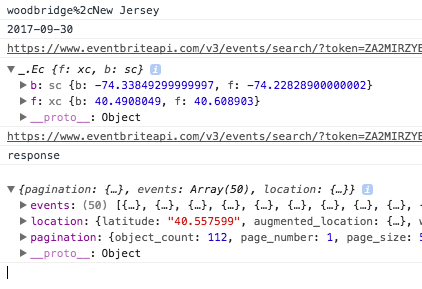 woodbridge%2cNew Jersey
2017-09-30
https://www.eventbriteapi.com/v3/events/search/?token=ZA2MIRZYE
▼ _.Ec {f: xc, b: sc} i
▶ b: sc {b: -74.33849299999997, f: -74.22828900000002}
▶ f: xc {b: 40.4908049, f: 40.608903}
▶ __proto__: Object
https://www.eventbriteapi.com/v3/events/search/?token=ZA2MIRZYE
response
▼ {pagination: {…}, events: Array(50), location: {…}} i
▶ events: (50) [{…}, {…}, {…}, {…}, {…}, {…}, {…}, {…}, {
▶ location: {latitude: "40.557599", augmented_location: {…}, w
▶ pagination: {object_count: 112, page_number: 1, page_size: 5
▶ __proto__: Object